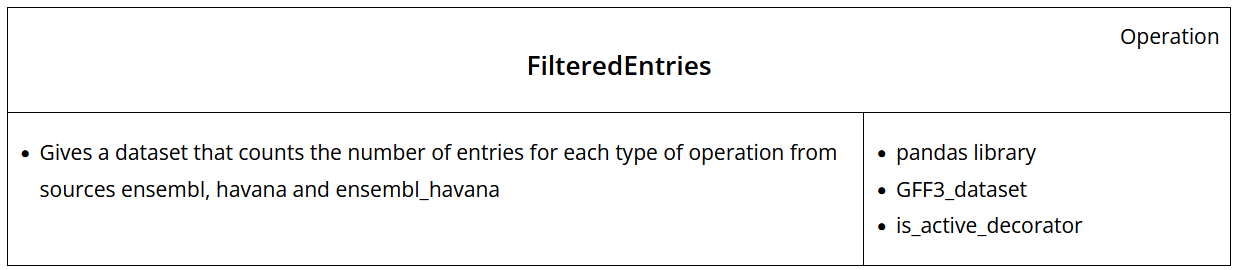 Operation
FilteredEntries
• Gives a dataset that counts the number of entries for each type of operation from
sources ensembl, havana and ensembl_havana
• pandas library
• GFF3_dataset
• is_active_decorator